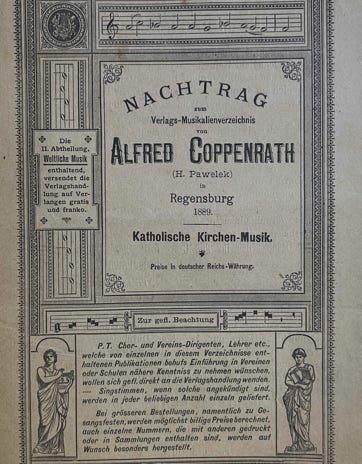 NACHTRAG
zum
Verlags-Musikalienverzeichnis
von
ALFRED COPPENRATH
(H. Pawelek)
in
Regensburg
1889.
Katholische Kirchen-Musik.
Preise in deutscher Reichs-Währung.
Die
II. Abtheilung,
Weltliche Musik
enthaltend,
versendet die
Verlagshand-
lung auf Ver-
langen gratis
und franko.
Zur gefl. Beachtung
P. T. Chor- und Vereins-Dirigenten, Lehrer etc.,
welche von einzelnen in diesem Verzeichnisse ent-
haltenen Publikationen behufs Einführung in Vereinen
oder Schulen nähere Kenntniss zu nehmen wünschen,
wollen sich gefl. direkt an die Verlagshandlung wenden.
— Singstimmen, wenn solche angekündigt sind,
werden in jeder beliebigen Anzahl einzeln geliefert.
Bei grösseren Bestellungen, namentlich zu Ge-
sangsfesten, werden möglichst billige Preise berechnet,
auch einzelne Nummern, die mit anderen gedruckt
oder in Sammlungen enthalten sind, werden auf
Wunsch besonders hergestellt.